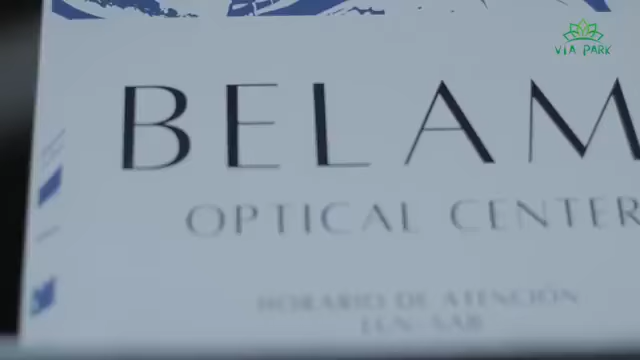 VIA PARK
BELAM
OPTICAL CENTER
HORARIO DE ATENCIÓN
LUN-SAB